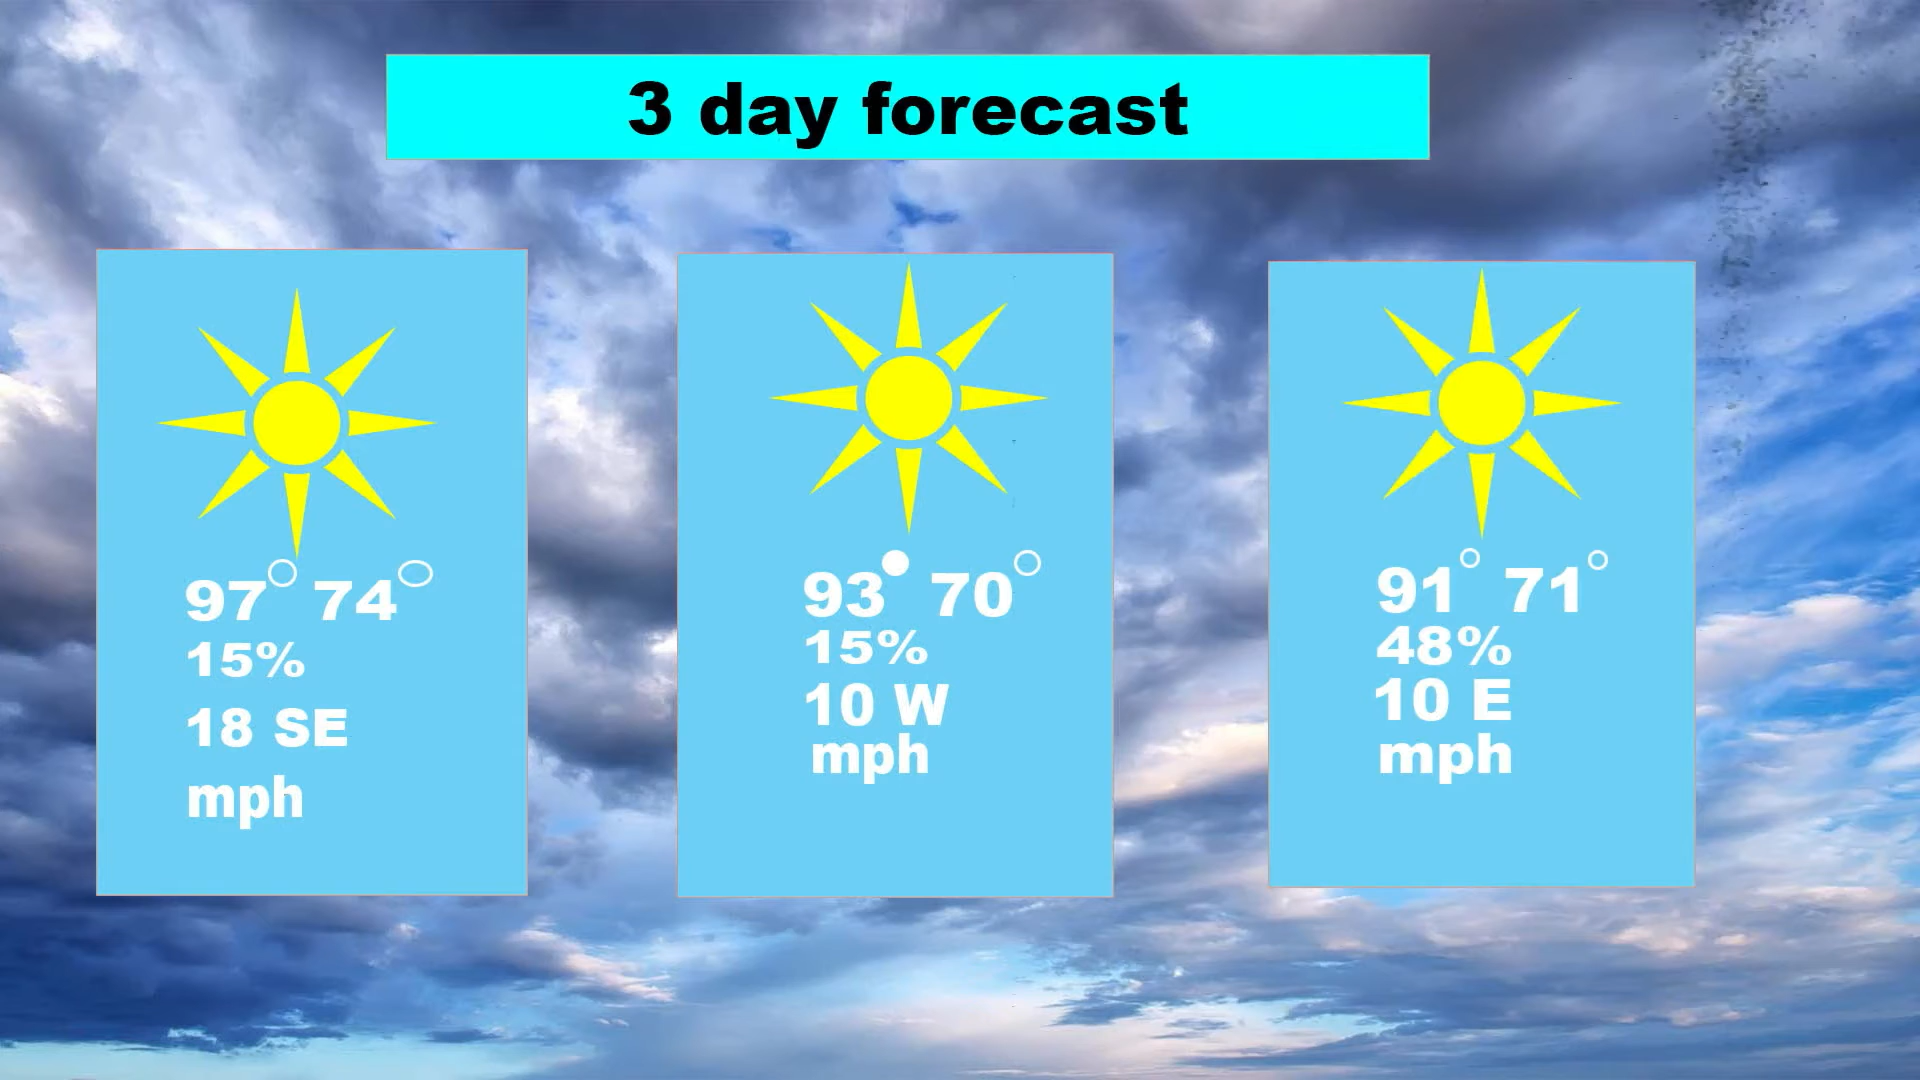 3 day forecast
97° 74°
15%
18 SE
mph
93° 70°
15%
10 W
mph
91° 71°
48%
10 E
mph